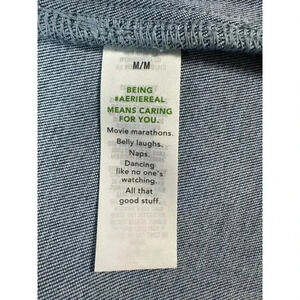 M/M
BEING
#AERIEREAL
MEANS CARING
FOR YOU.
Movie marathons.
Belly laughs.
Naps.
Dancing
like no one's
watching.
All that
good stuff.